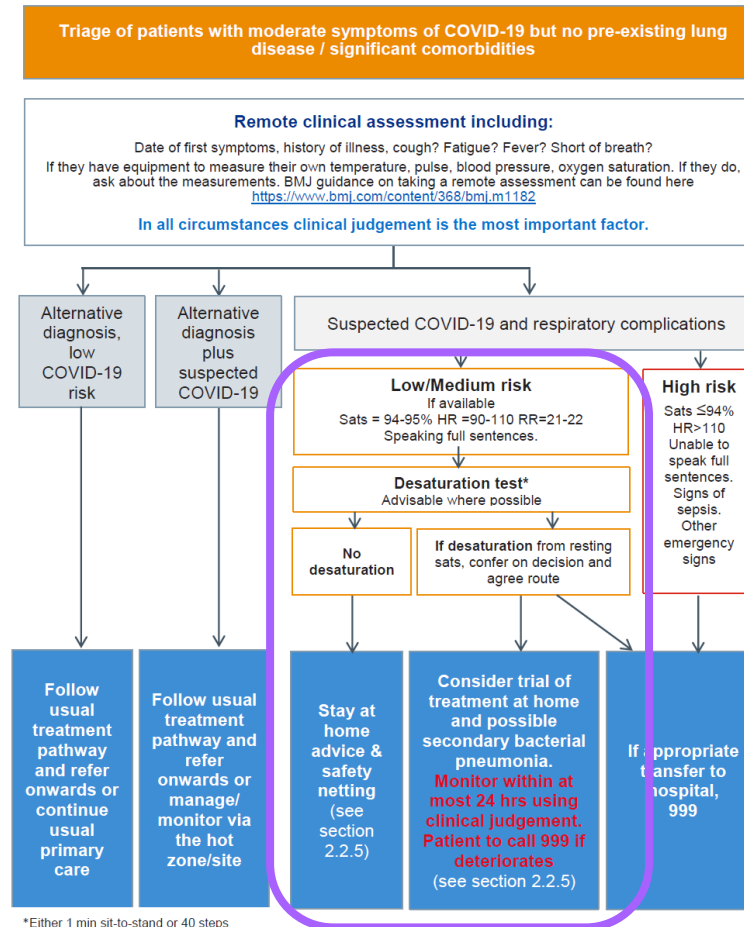 Triage of patients with moderate symptoms of COVID-19 but no pre-existing lung
disease / significant comorbidities
Remote clinical assessment including:
Date of first symptoms, history of illness, cough? Fatigue? Fever? Short of breath?
If they have equipment to measure their own temperature, pulse, blood pressure, oxygen saturation. If they do,
ask about the measurements. BMJ guidance on taking a remote assessment can be found here
https://www.bmj.com/content/368/bmj.m1182
In all circumstances clinical judgement is the most important factor.
Alternative
diagnosis,
low
COVID-19
risk
Alternative
diagnosis
plus
suspected
COVID-19
Suspected COVID-19 and respiratory complications
Low/Medium risk
If available
Sats = 94-95% HR =90-110 RR=21-22
Speaking full sentences.
High risk
Sats ≤94%
HR>110
Unable to
speak full
sentences.
Signs of
sepsis.
Other
emergency
signs
Desaturation test*
Advisable where possible
No
desaturation
If desaturation from resting
sats, confer on decision and
agree route
Follow
usual
treatment
pathway
and refer
onwards or
continue
usual
primary
care
Follow usual
treatment
pathway and
refer
onwards or
manage/
monitor via
the hot
zone/site
Stay at
home
advice &
safety
netting
(see
section
2.2.5)
Consider trial of
treatment at home
and possible
secondary bacterial
pneumonia.
Monitor within at
most 24 hrs using
clinical judgement.
Patient to call 999 if
deteriorates
(see section 2.2.5)
If appropriate
transfer to
hospital,
999
*Either 1 min sit-to-stand or 40 steps